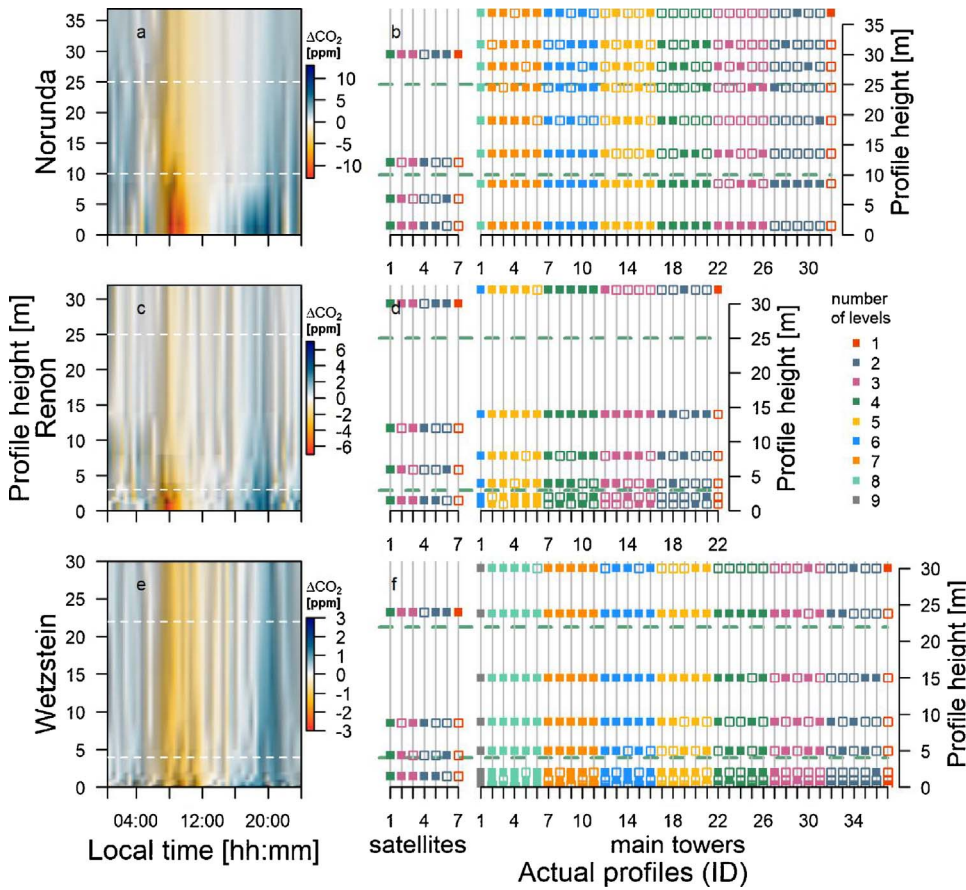 a
ΔCO2
[ppm]
10
5
0
-5
-10
Norunda
35
30
25
20
15
10
5
0
b
1 4 7
1 4 7 10 14 18 22 26 30
35
30
25
20
15
10
5
0
Profile height [m]
c
ΔCO2
[ppm]
6
4
2
0
-2
-4
-6
Profile height [m]
Renon
30
25
20
15
10
5
0
d
1 4 7
1 4 7 11 14 18 22
30
25
20
15
10
5
0
Profile height [m]
number
of levels
1
2
3
4
5
6
7
8
9
e
ΔCO2
[ppm]
3
2
1
0
-1
-2
-3
Wetzstein
30
25
20
15
10
5
0
04:00 12:00 20:00
Local time [hh:mm]
f
1 4 7
1 4 7 10 14 18 22 26 30 34
30
25
20
15
10
5
0
Profile height [m]
satellites
main towers
Actual profiles (ID)